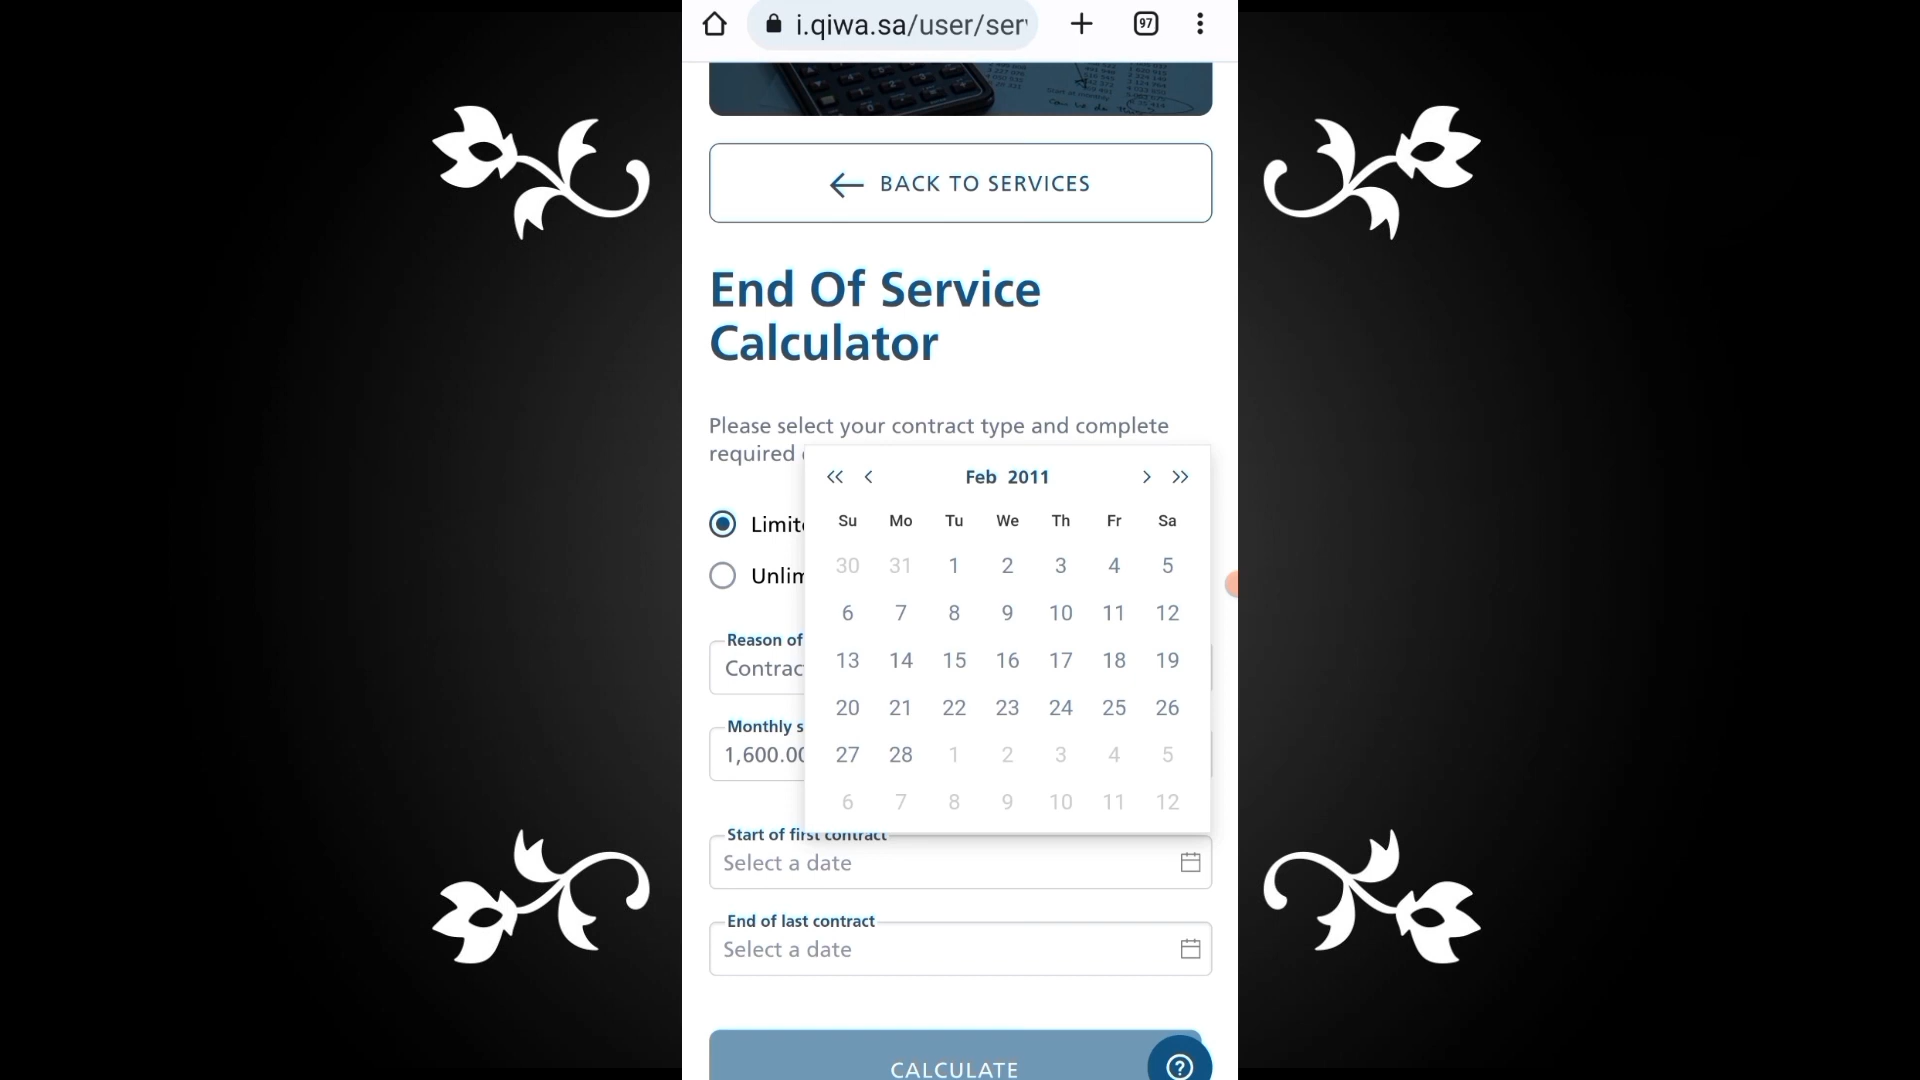 i.qiwa.sa/user/ser
97
BACK TO SERVICES
End Of Service
Calculator
Please select your contract type and complete
required
Feb 2011
Su Mo Tu We Th Fr Sa
30 31 1 2 3 4 5
6 7 8 9 10 11 12
13 14 15 16 17 18 19
20 21 22 23 24 25 26
27 28 1 2 3 4 5
6 7 8 9 10 11 12
Limite
Unlim
Reason of
Contrac
Monthly s
1,600.00
Start of first contract
Select a date
End of last contract
Select a date
CALCULATE
?